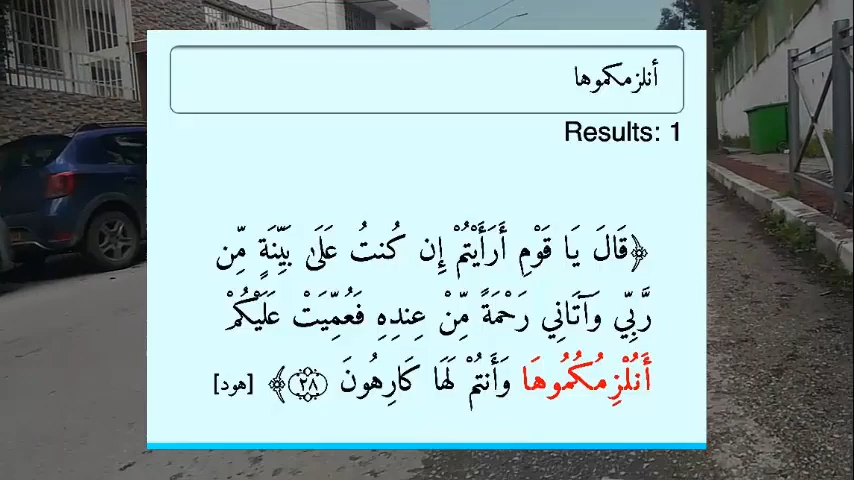 أنلزمكموها
Results: 1
﴿قَالَ يَا قَوْمِ أَرَأَيْتُمْ إِن كُنتُ عَلَىٰ بَيِّنَةٍ مِّن
رَّبِّي وَآتَانِي رَحْمَةً مِّنْ عِندِهِ فَعُمِّيَتْ عَلَيْكُمْ
أَنُلْزِمُكُمُوهَا وَأَنتُمْ لَهَا كَارِهُونَ ﴿٢٨﴾ [هود]